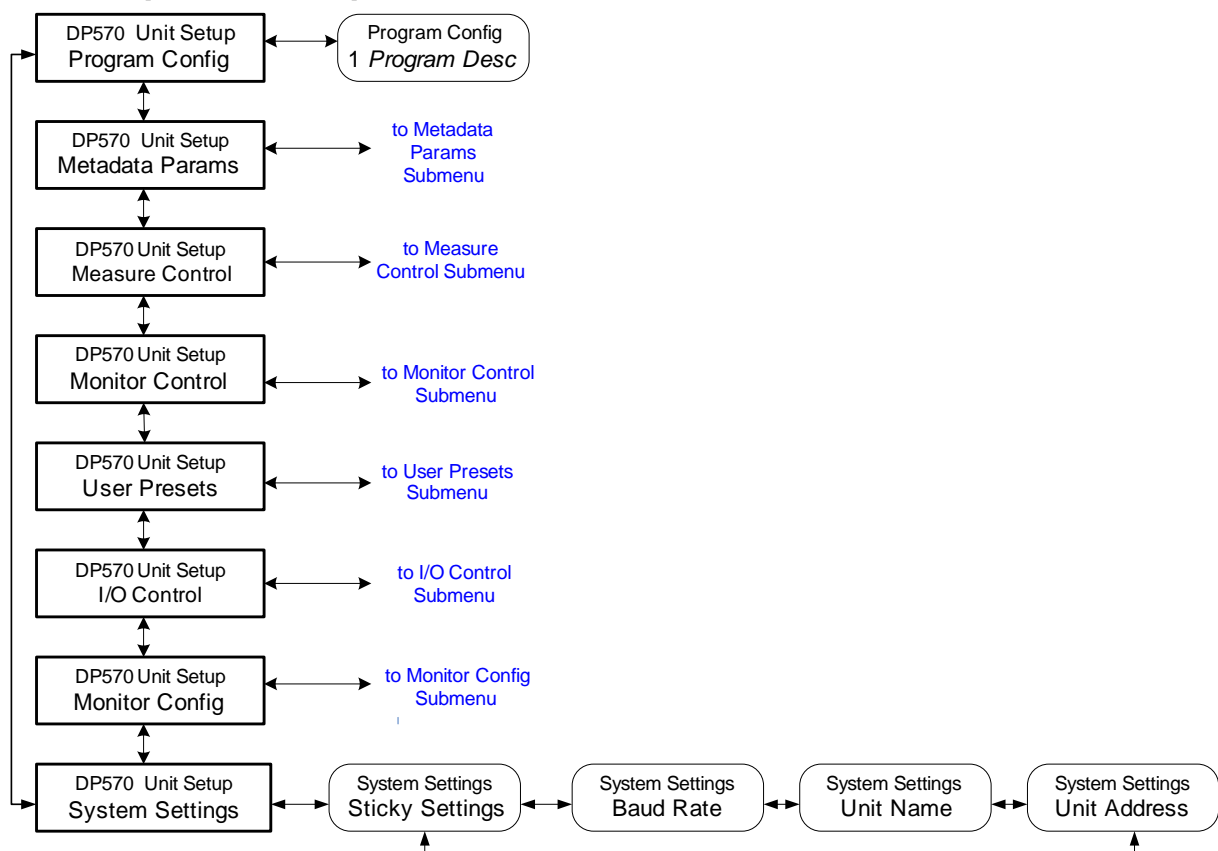 DP570 Unit Setup
Program Config
Program Config
1 Program Desc
DP570 Unit Setup
Metadata Params
to Metadata
Params
Submenu
DP570 Unit Setup
Measure Control
to Measure
Control Submenu
DP570 Unit Setup
Monitor Control
to Monitor Control
Submenu
DP570 Unit Setup
User Presets
to User Presets
Submenu
DP570 Unit Setup
I/O Control
to I/O Control
Submenu
DP570 Unit Setup
Monitor Config
to Monitor Config
Submenu
DP570 Unit Setup
System Settings
System Settings
Sticky Settings
System Settings
Baud Rate
System Settings
Unit Name
System Settings
Unit Address